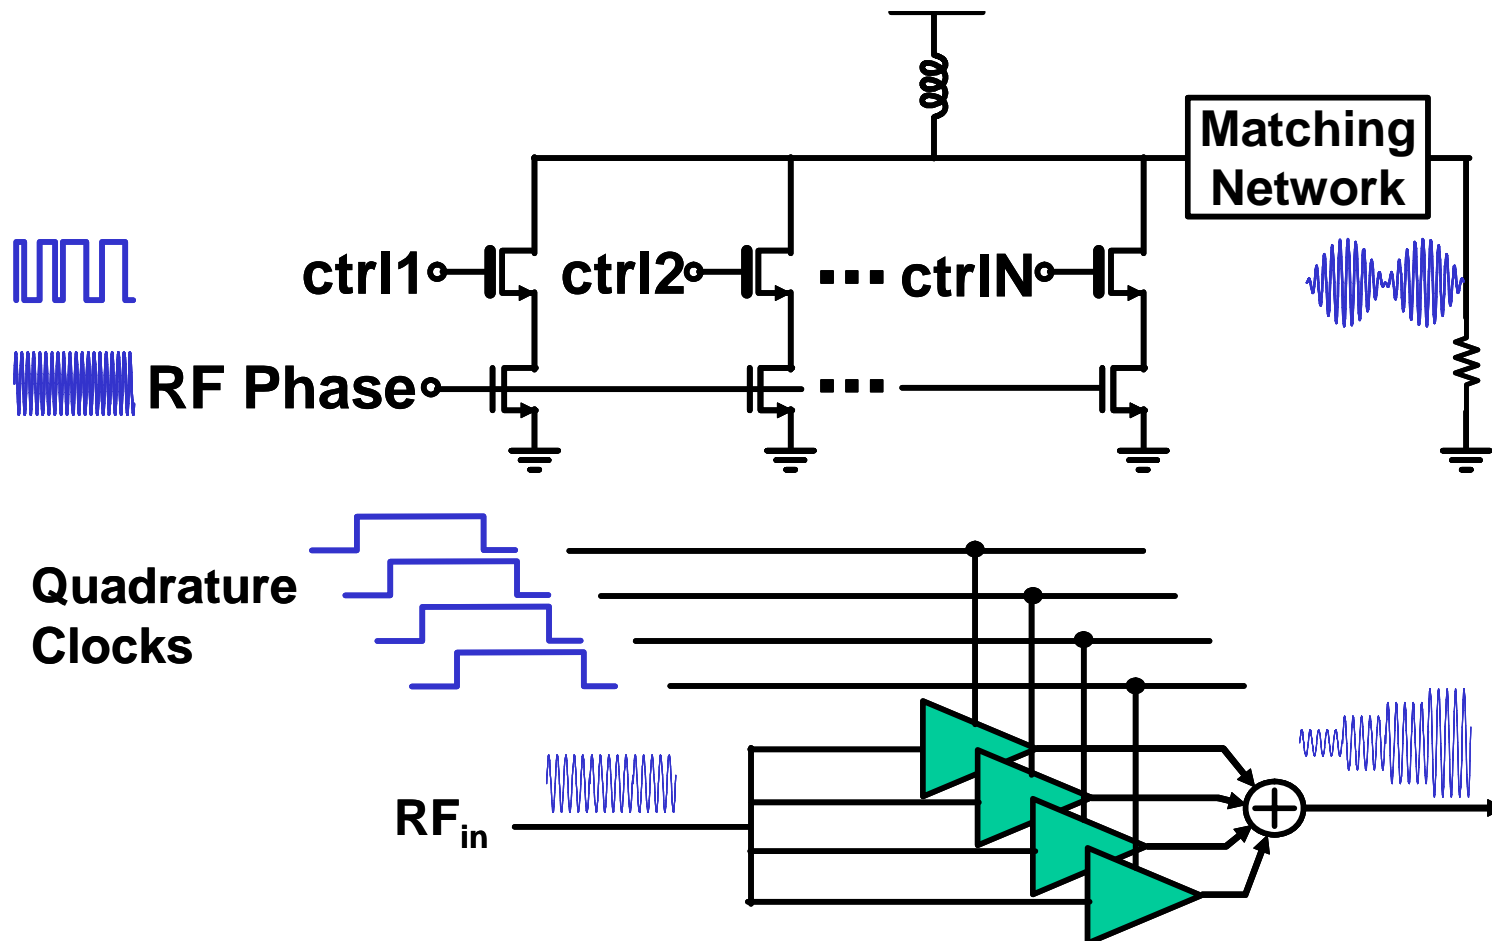 Matching
Network
ctrl1
ctrl2
ctrlN
RF Phase
Quadrature
Clocks
RFin